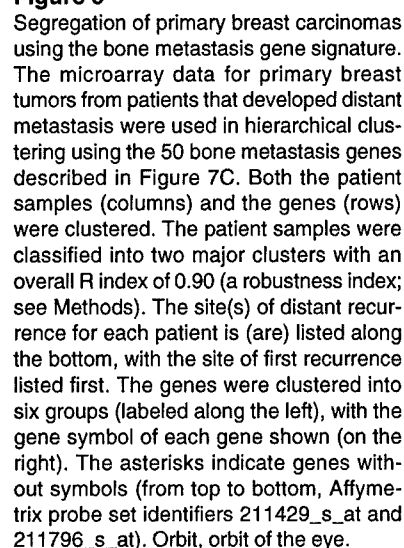 Segregation of primary breast carcinomas
using the bone metastasis gene signature.
The microarray data for primary breast
tumors from patients that developed distant
metastasis were used in hierarchical clus-
tering using the 50 bone metastasis genes
described in Figure 7C. Both the patient
samples (columns) and the genes (rows)
were clustered. The patient samples were
classified into two major clusters with an
overall R index of 0.90 (a robustness index;
see Methods). The site(s) of distant recur-
rence for each patient is (are) listed along
the bottom, with the site of first recurrence
listed first. The genes were clustered into
six groups (labeled along the left), with the
gene symbol of each gene shown (on the
right). The asterisks indicate genes with-
out symbols (from top to bottom, Affyme-
trix probe set identifiers 211429_s_at and
211796_s_at). Orbit, orbit of the eye.